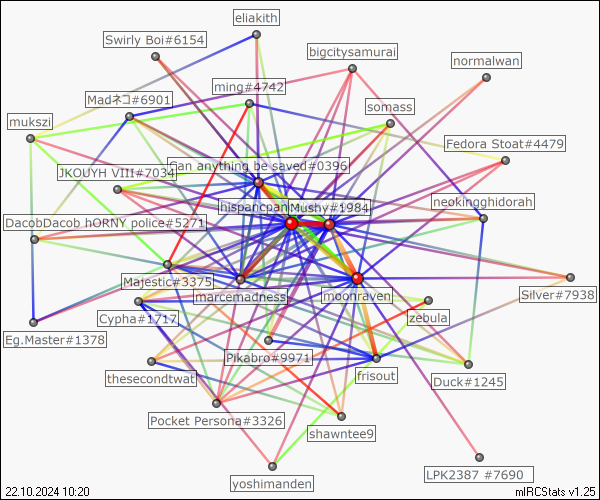 eliakith
Swirly Boi#6154
bigcitysamurai
normalwan
ming#4742
Madネコ#6901
somass
mukszi
Fedora Stoat#4479
Can anything be saved#0396
JKOUYH VIII#7034
neokingghidorah
hispancpan
Mushy#1984
DacobDacob hORNY police#5271
Majestic#3375
marcemadness
moonraven
Silver#7938
Cypha#1717
zebula
Eg.Master#1378
Pikabro#9971
frisout
thesecondtwat
Duck#1245
Pocket Persona#3326
shawntee9
LPK2387 #7690
yoshimanden
22.10.2024 10:20
mIRCStats v1.25